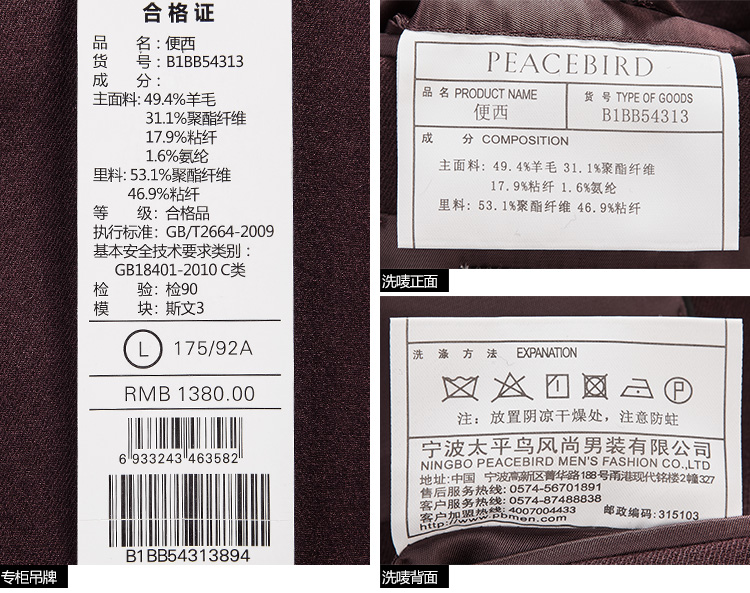 合格证
品 名：便西
货 号：B1BB54313
成 分：
主面料：49.4%羊毛
31.1%聚酯纤维
17.9%粘纤
1.6%氨纶
里料：53.1%聚酯纤维
46.9%粘纤
等 级：合格品
执行标准：GB/T2664-2009
基本安全技术要求类别：
GB18401-2010 C类
检 验：检90
模 块：斯文3
L 175/92A
RMB 1380.00
6 933243 463582
B1BB54313894
专柜吊牌
PEACEBIRD
品 名 PRODUCT NAME
便西
货 号 TYPE OF GOODS
B1BB54313
成 分 COMPOSITION
主面料: 49.4%羊毛 31.1%聚酯纤维
17.9%粘纤 1.6%氨纶
里料: 53.1%聚酯纤维 46.9%粘纤
洗唛正面
洗 涤 方 法 EXPANATION
P
注: 放置阴凉干燥处, 注意防蛀
宁波太平鸟风尚男装有限公司
NINGBO PEACEBIRD MEN'S FASHION CO.,LTD
地址:中国 宁波高新区菁华路188号甬港现代铭楼2幢327
售后服务热线: 0574-56701891
客户服务热线: 0574-87488838
客户加盟热线: 4007004433 邮政编码: 315103
http://www.pbmen.com
洗唛背面